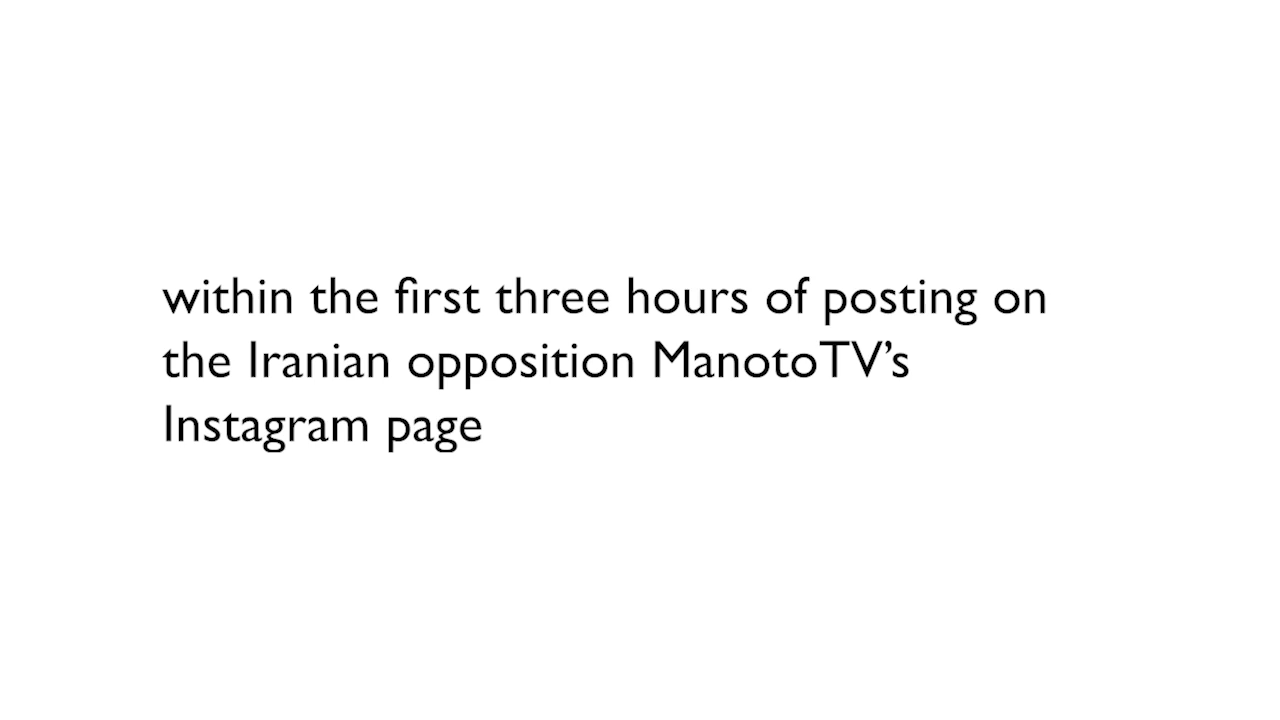 within the first three hours of posting on
the Iranian opposition ManotoTV’s
Instagram page